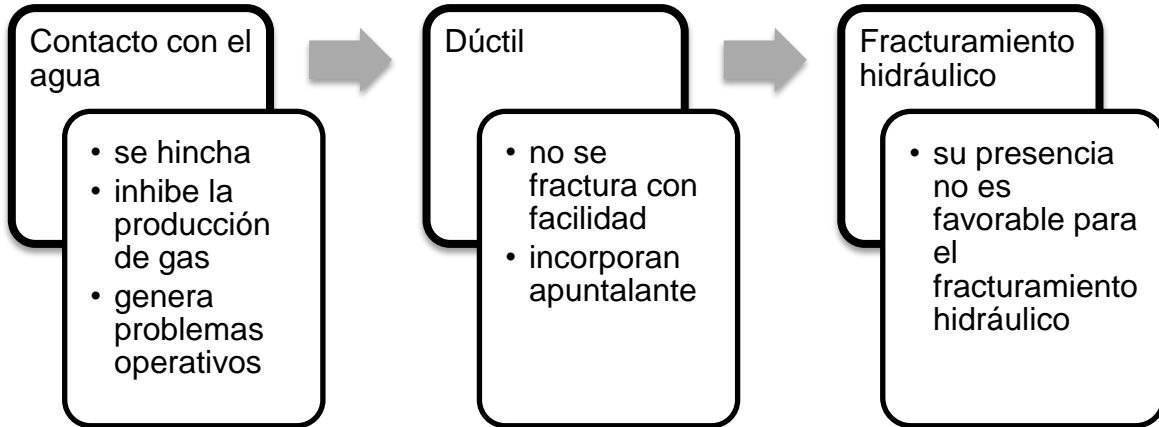 Contacto con el
agua
• se hincha
• inhibe la
producción
de gas
• genera
problemas
operativos
Dúctil
• no se
fractura con
facilidad
• incorporan
apuntalante
Fracturamiento
hidráulico
• su presencia
no es
favorable para
el
fracturamiento
hidráulico